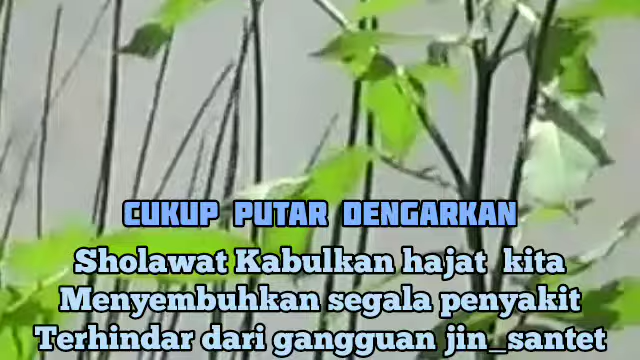 CUKUP PUTAR DENGARKAN
Sholawat Kabulkan hajat kita
Menyembuhkan segala penyakit
Terhindar dari gangguan jin_santet